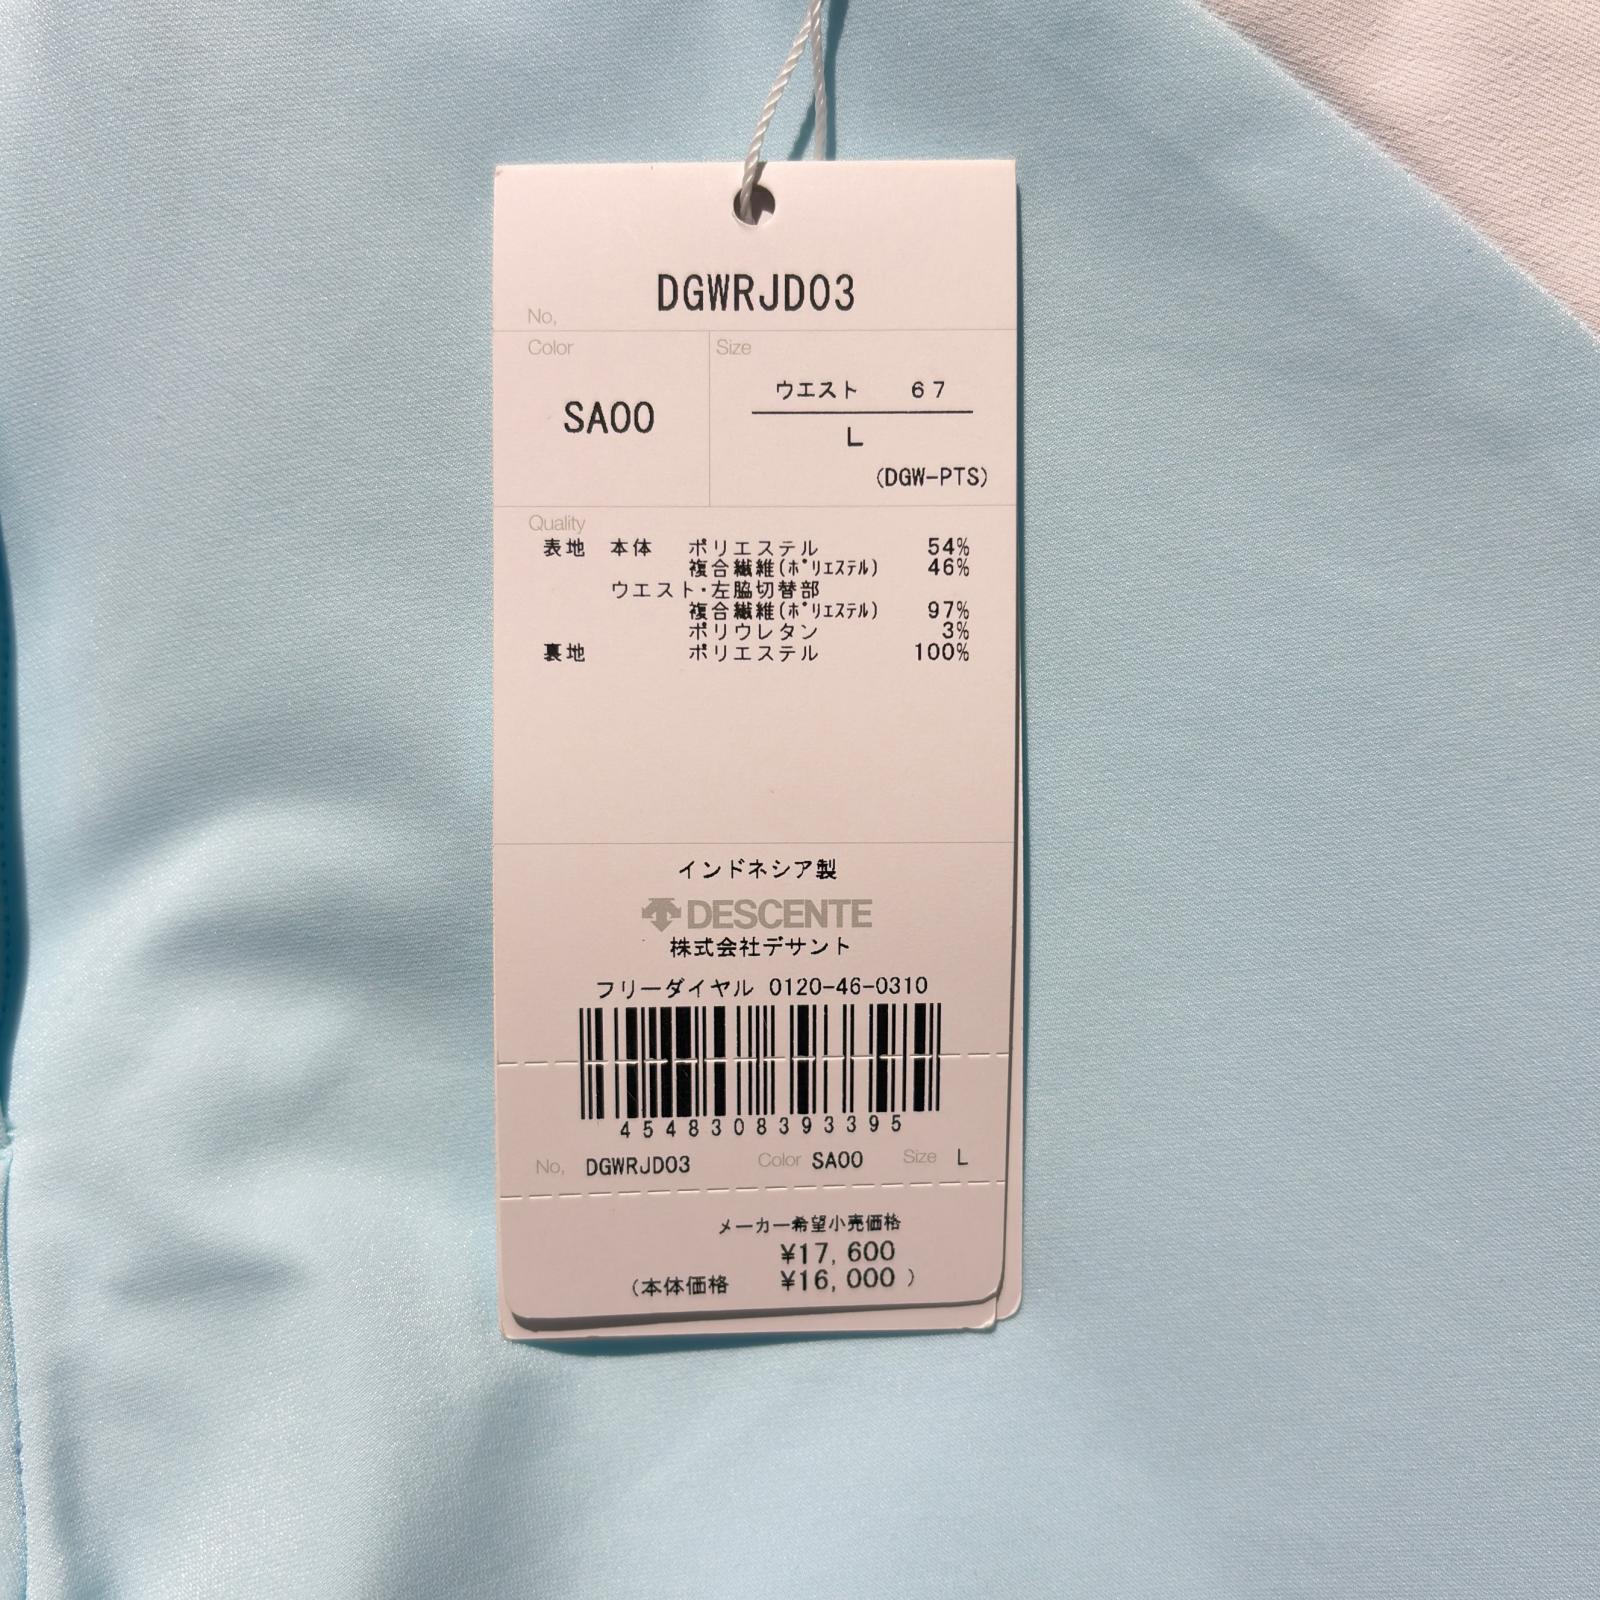 DGWRJD03
No,
Color
Size
ウエスト 67
SA00
L
(DGW-PTS)
Quality
表地 本体 ポリエステル 54%
複合繊維(ﾎﾟﾘｴｽﾃﾙ) 46%
ウエスト・左脇切替部
複合繊維(ﾎﾟﾘｴｽﾃﾙ) 97%
ポリウレタン 3%
裏地 ポリエステル 100%
インドネシア製
DESCENTE
株式会社デサント
フリーダイヤル 0120-46-0310
4548308393395
No, DGWRJD03 Color SA00 Size L
メーカー希望小売価格
¥17,600
(本体価格 ¥16,000)